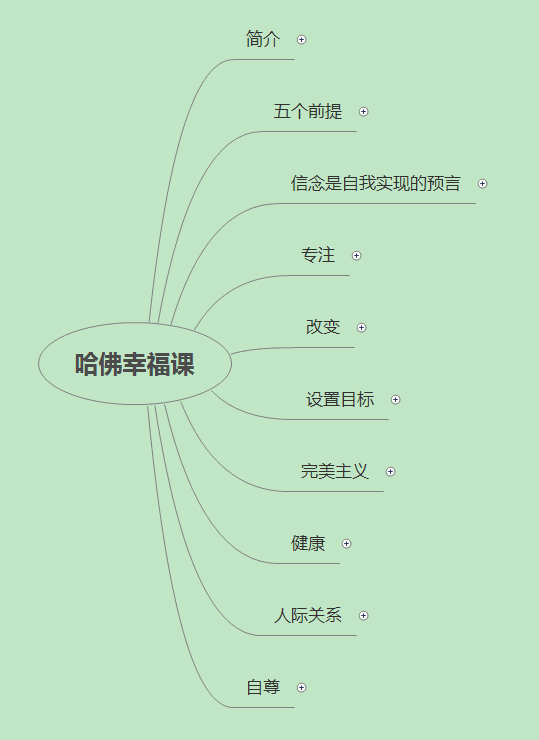 简介
五个前提
信念是自我实现的预言
专注
改变
哈佛幸福课
设置目标
完美主义
健康
人际关系
自尊